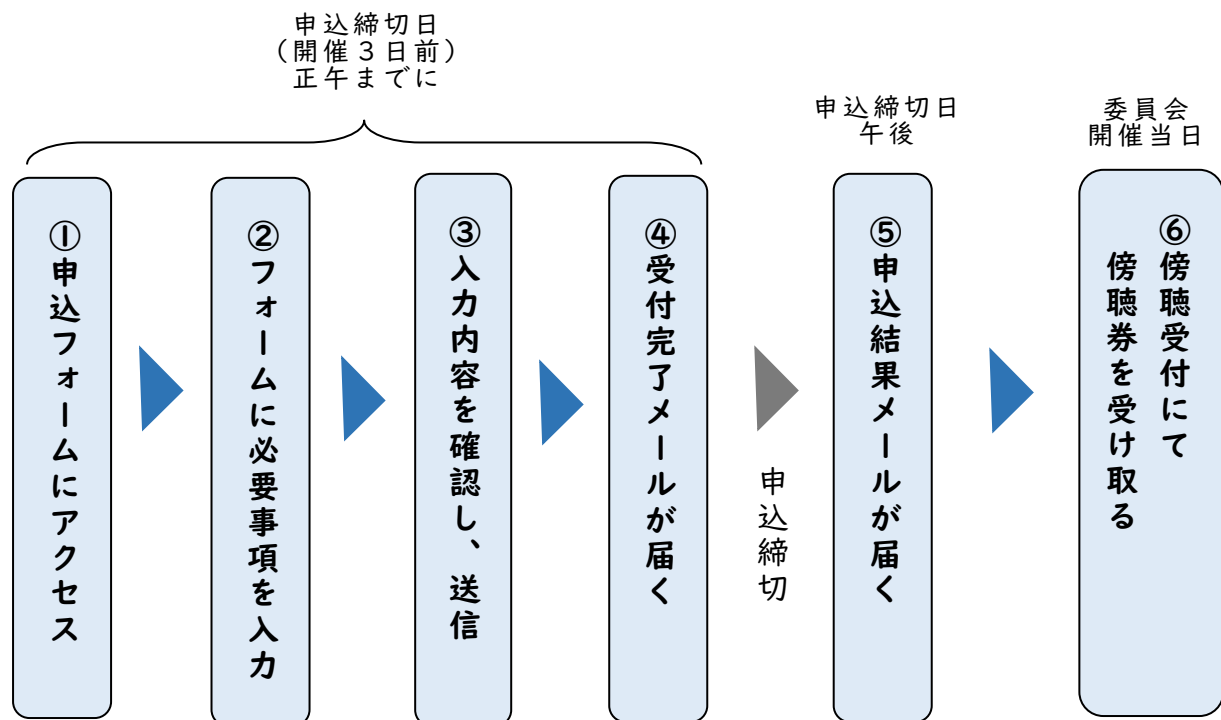 申込締切日
（開催３日前）
正午までに
①申込フォームにアクセス
②フォームに必要事項を入力
③入力内容を確認し、送信
④受付完了メールが届く
申込締切
申込締切日
午後
⑤申込結果メールが届く
委員会
開催当日
⑥傍聴受付にて
傍聴券を受け取る